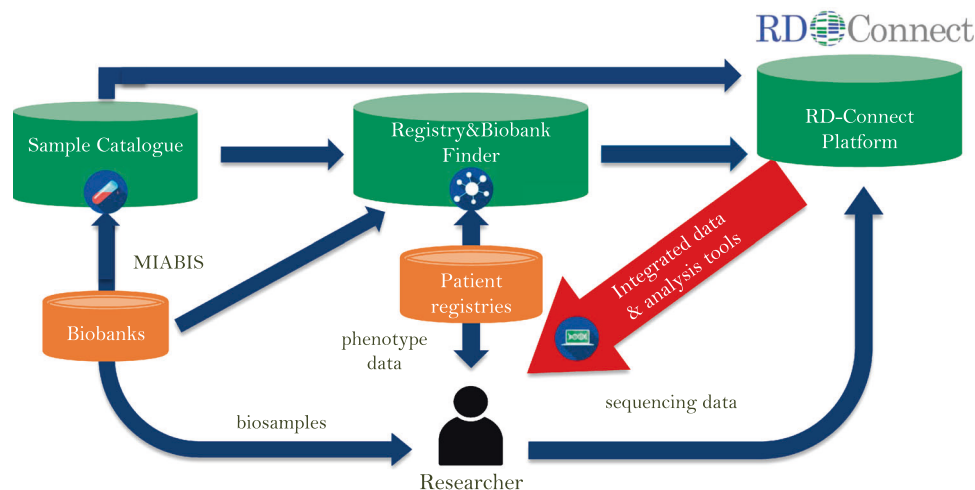 RD Connect
Sample Catalogue
Registry&Biobank
Finder
RD-Connect
Platform
MIABIS
Biobanks
Patient
registries
Integrated data
& analysis tools
phenotype
data
biosamples
sequencing data
Researcher